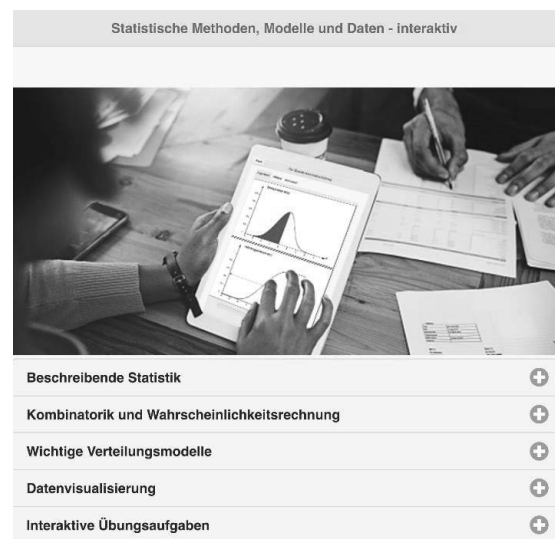 Statistische Methoden, Modelle und Daten - interaktiv
Beschreibende Statistik
Kombinatorik und Wahrscheinlichkeitsrechnung
Wichtige Verteilungsmodelle
Datenvisualisierung
Interaktive Übungsaufgaben